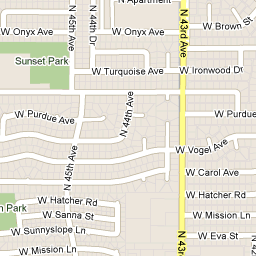 N Apartment
W Brown St
W Onyx Ave
W Onyx Ave
N 45th Ave
N 44th Dr
N 43rd Ave
Sunset Park
W Turquoise Ave
W Ironwood Dr
N 44th Ave
W Purdue Ave
W Purdue
W Vogel Ave
N 45th Ave
W Carol Ave
W Hatcher Rd
W Hatcher Rd
n Park
W Sanna St
W Mission Ln
W Sunnyslope Ln
N 43rd
W Eva St
W Mission Ln